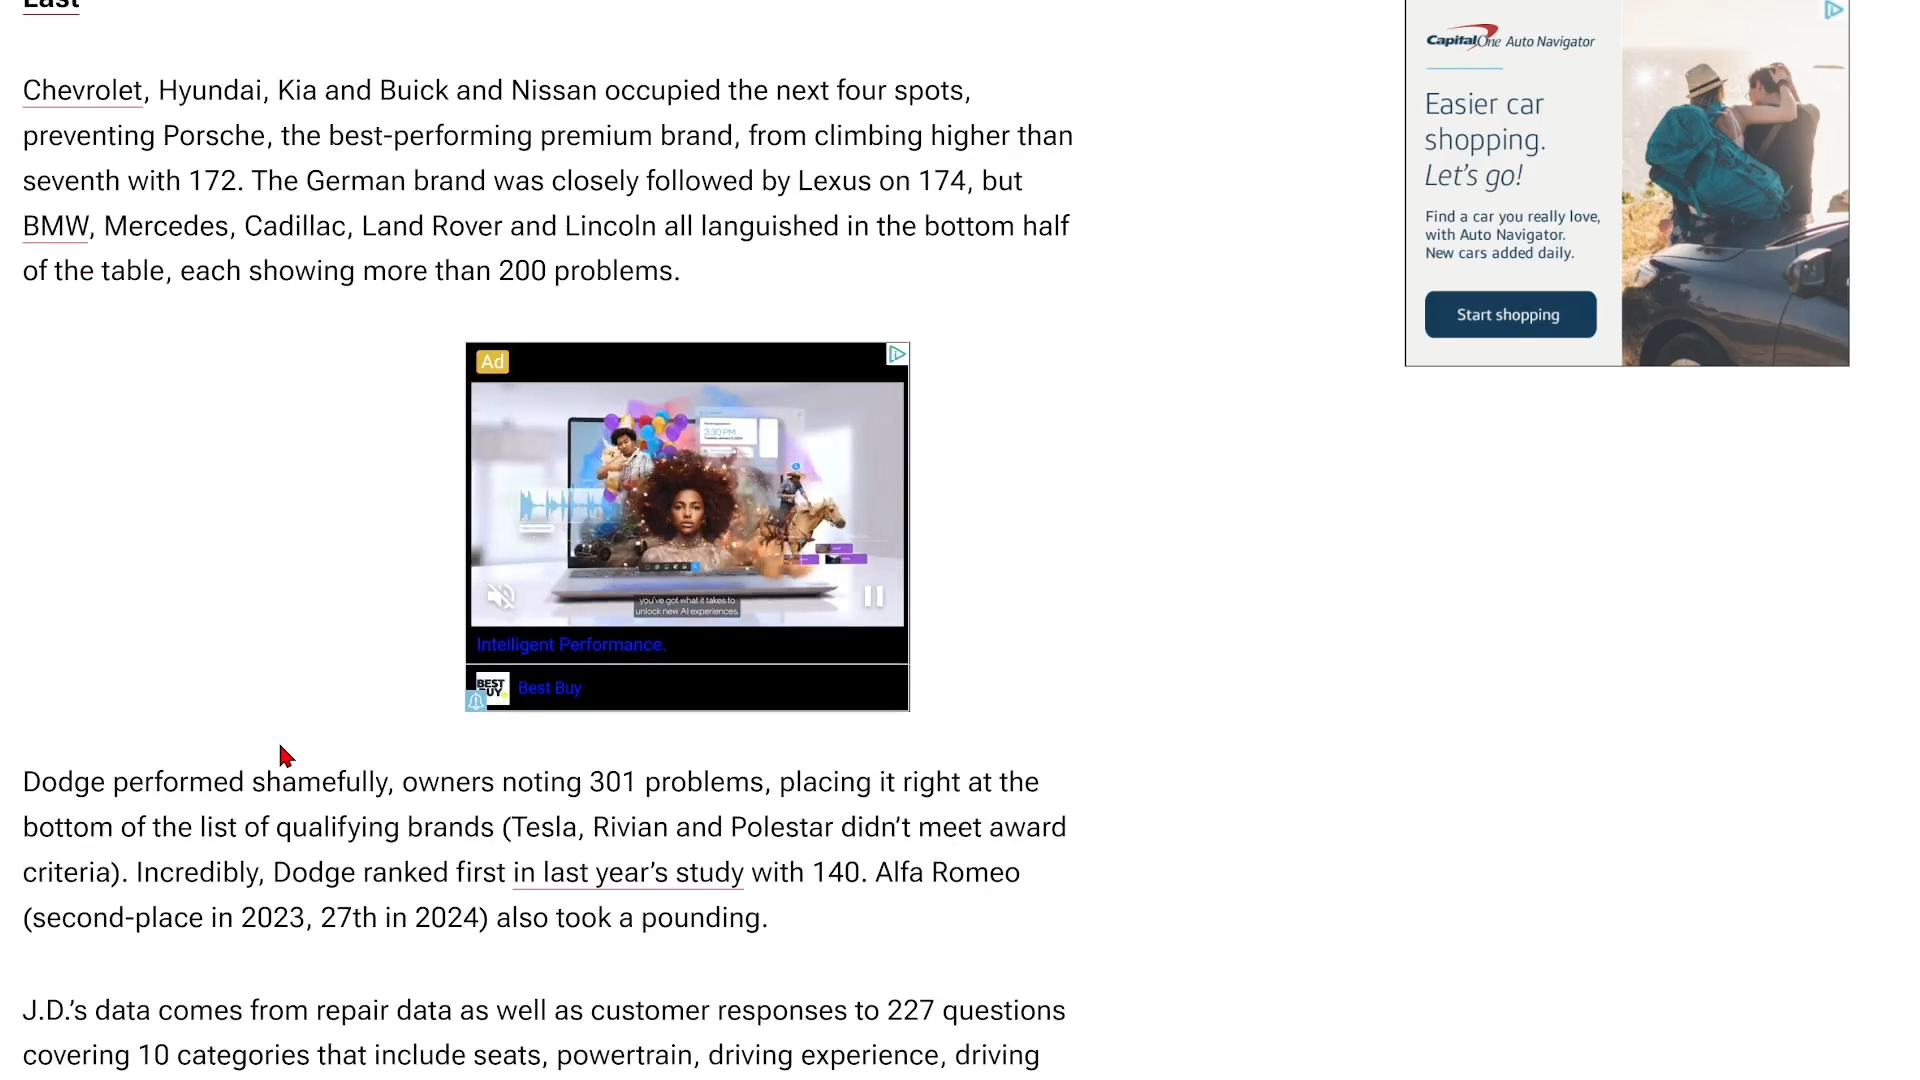 East
Chevrolet, Hyundai, Kia and Buick and Nissan occupied the next four spots,
preventing Porsche, the best-performing premium brand, from climbing higher than
seventh with 172. The German brand was closely followed by Lexus on 174, but
BMW, Mercedes, Cadillac, Land Rover and Lincoln all languished in the bottom half
of the table, each showing more than 200 problems.
Capital One Auto Navigator
Easier car
shopping.
Let's go!
Find a car you really love,
with Auto Navigator.
New cars added daily.
Start shopping
Ad
3:30 PM
you've got what it takes to
unlock new AI experiences.
Intelligent Performance.
BEST BUY
Best Buy
Dodge performed shamefully, owners noting 301 problems, placing it right at the
bottom of the list of qualifying brands (Tesla, Rivian and Polestar didn’t meet award
criteria). Incredibly, Dodge ranked first in last year’s study with 140. Alfa Romeo
(second-place in 2023, 27th in 2024) also took a pounding.
J.D.’s data comes from repair data as well as customer responses to 227 questions
covering 10 categories that include seats, powertrain, driving experience, driving